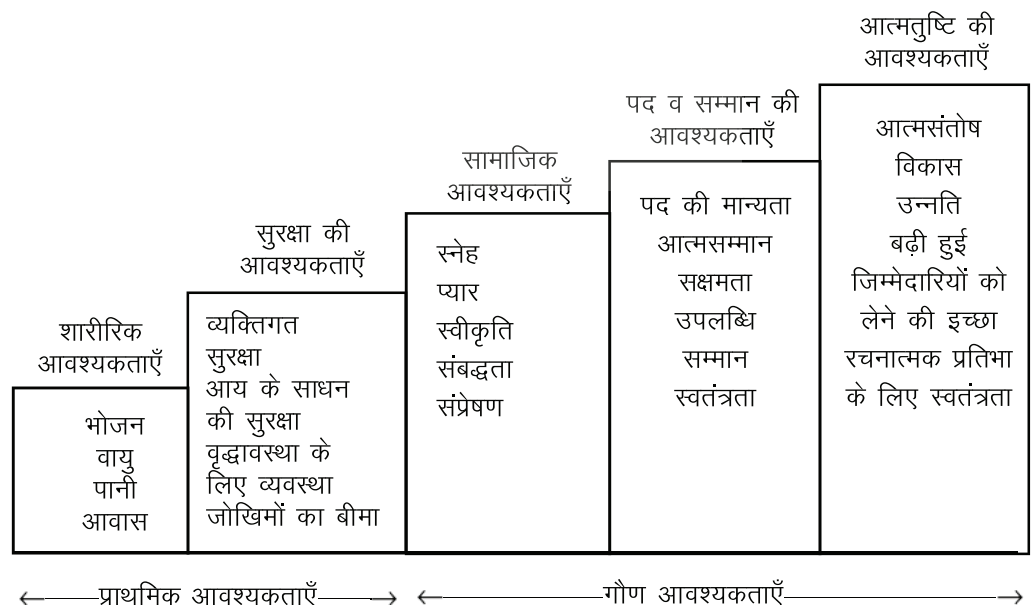 शारीरिक
आवश्यकताएँ
भोजन
वायु
पानी
आवास
सुरक्षा की
आवश्यकताएँ
व्यक्तिगत
सुरक्षा
आय के साधन
की सुरक्षा
वृद्धावस्था के
लिए व्यवस्था
जोखिमों का बीमा
सामाजिक
आवश्यकताएँ
स्नेह
प्यार
स्वीकृति
संबद्धता
संप्रेषण
पद व सम्मान की
आवश्यकताएँ
पद की मान्यता
आत्मसम्मान
सक्षमता
उपलब्धि
सम्मान
स्वतंत्रता
आत्मतुष्टि की
आवश्यकताएँ
आत्मसंतोष
विकास
उन्नति
बढ़ी हुई
जिम्मेदारियों को
लेने की इच्छा
रचनात्मक प्रतिभा
के लिए स्वतंत्रता
प्राथमिक आवश्यकताएँ
गौण आवश्यकताएँ